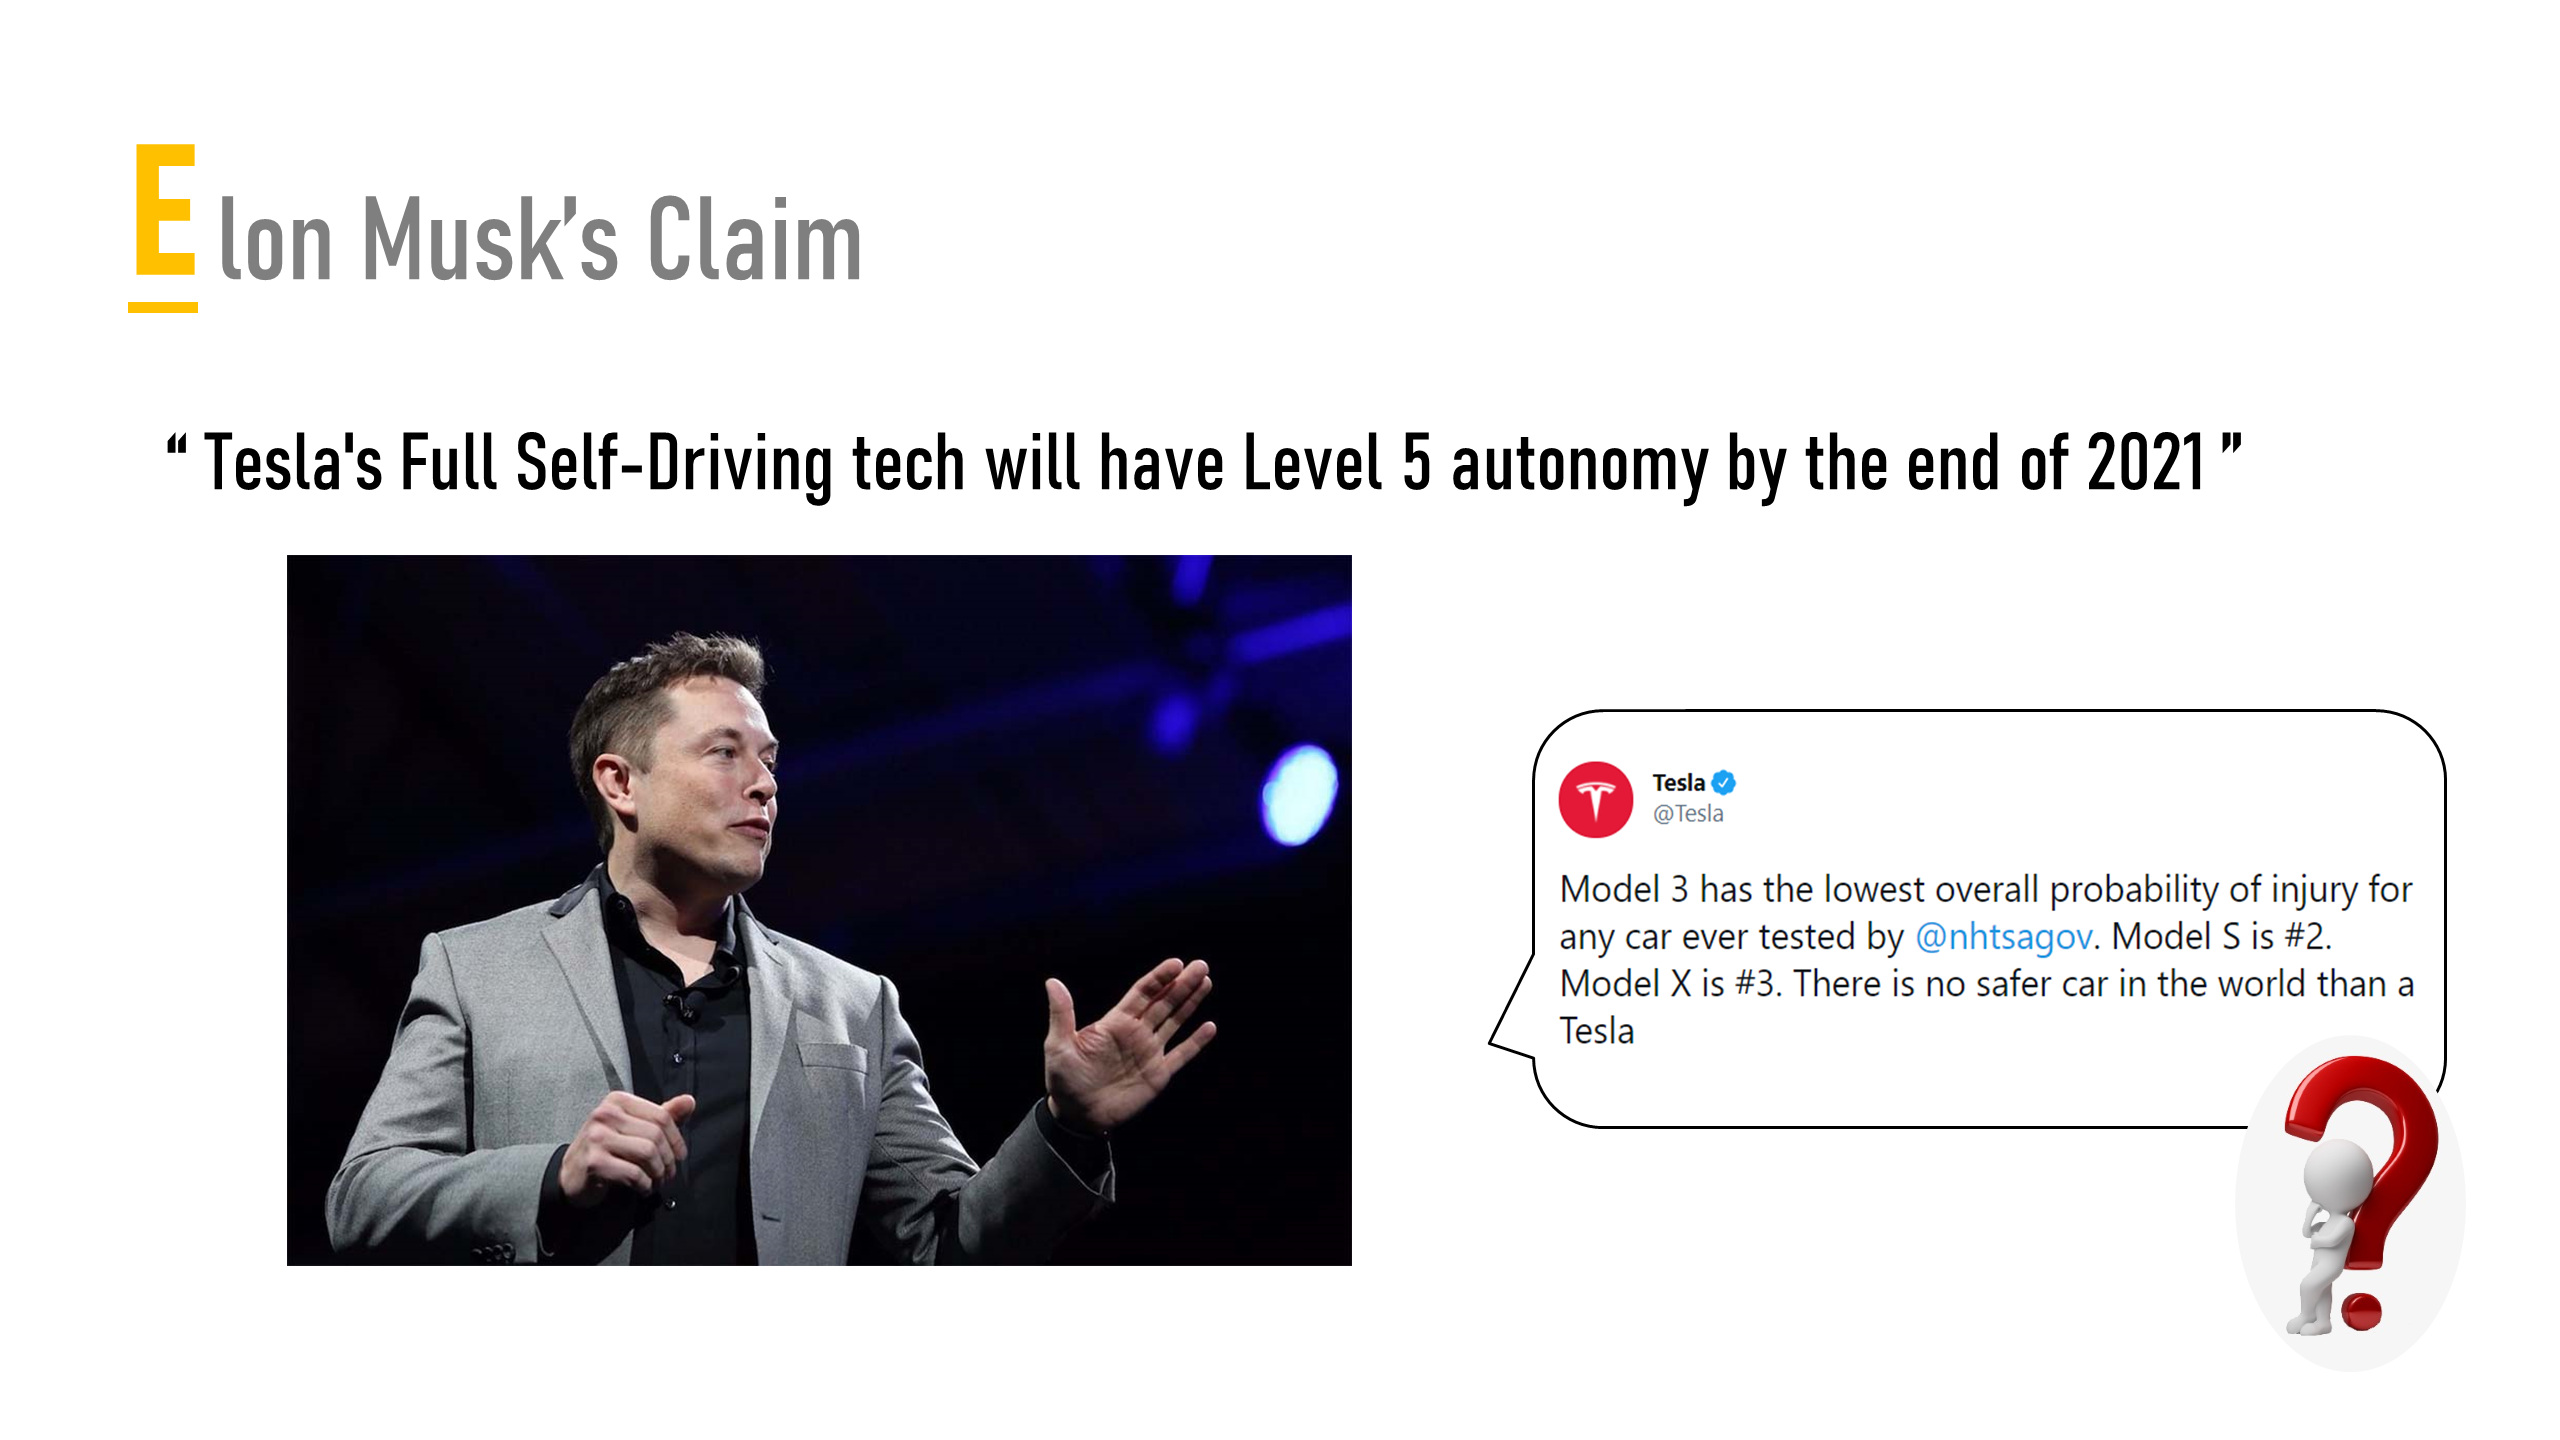 Elon Musk’s Claim
“ Tesla's Full Self-Driving tech will have Level 5 autonomy by the end of 2021 ”
Tesla
@Tesla
Model 3 has the lowest overall probability of injury for
any car ever tested by @nhtsagov. Model S is #2.
Model X is #3. There is no safer car in the world than a
Tesla